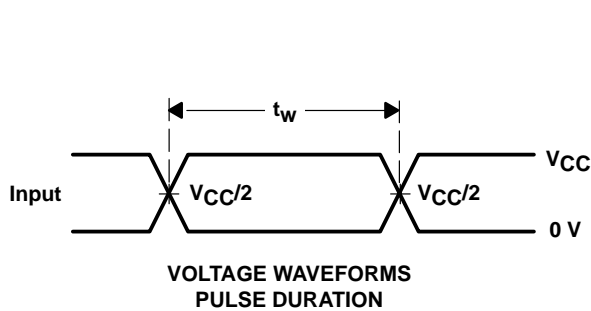 tw
VCC
Input
VCC/2
VCC/2
0 V
VOLTAGE WAVEFORMS
PULSE DURATION